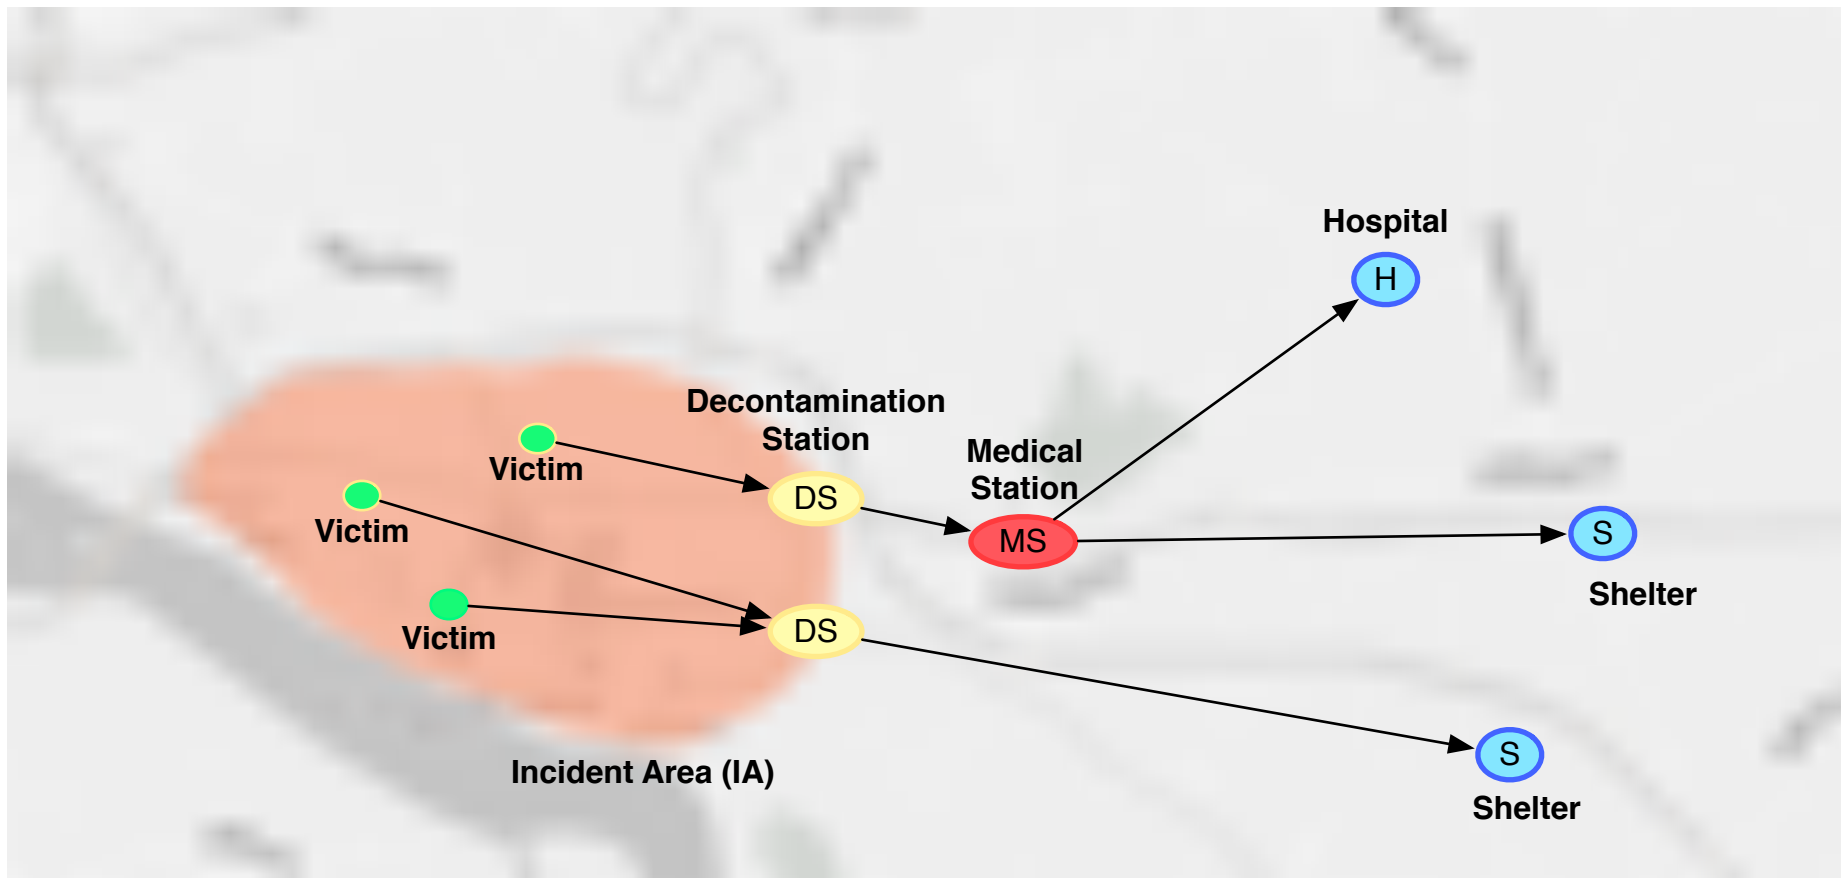 Hospital
H
Decontamination
Station
Medical
Station
Victim
DS
Victim
MS
S
Shelter
Victim
DS
Incident Area (IA)
S
Shelter